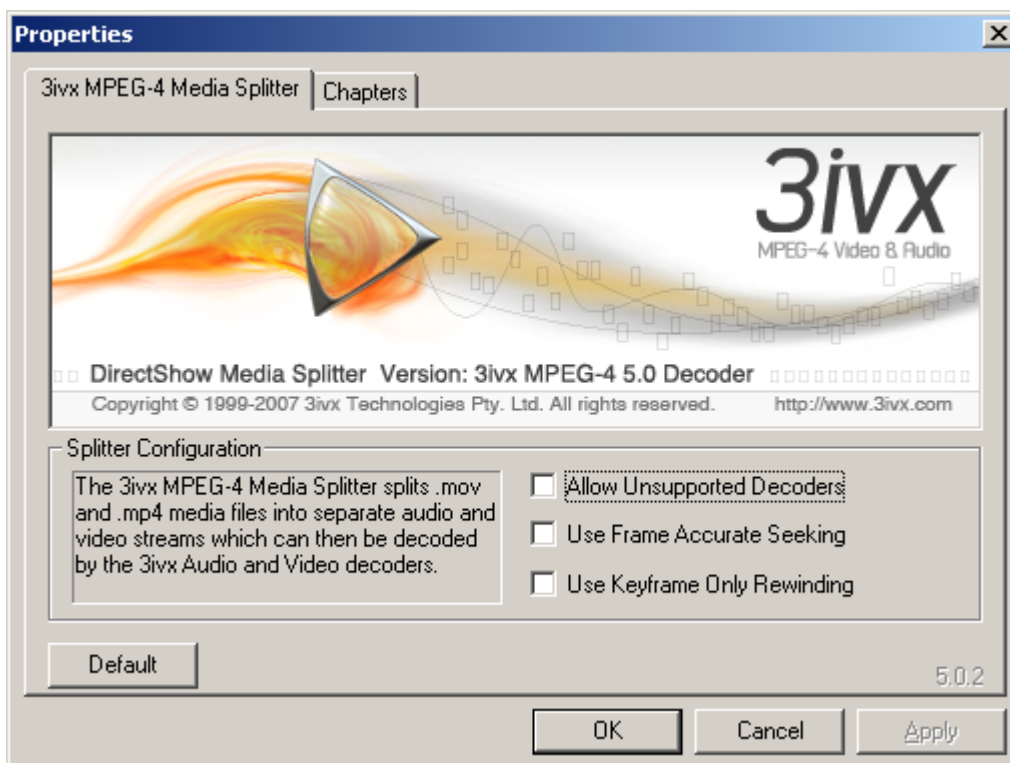 Properties
3ivx MPEG-4 Media Splitter Chapters
3ivx
MPEG-4 Video & Audio
DirectShow Media Splitter Version: 3ivx MPEG-4 5.0 Decoder
Copyright © 1999-2007 3ivx Technologies Pty. Ltd. All rights reserved. http://www.3ivx.com
Splitter Configuration
The 3ivx MPEG-4 Media Splitter splits .mov
and .mp4 media files into separate audio and
video streams which can then be decoded
by the 3ivx Audio and Video decoders.
Allow Unsupported Decoders
Use Frame Accurate Seeking
Use Keyframe Only Rewinding
Default
5.0.2
OK Cancel Apply